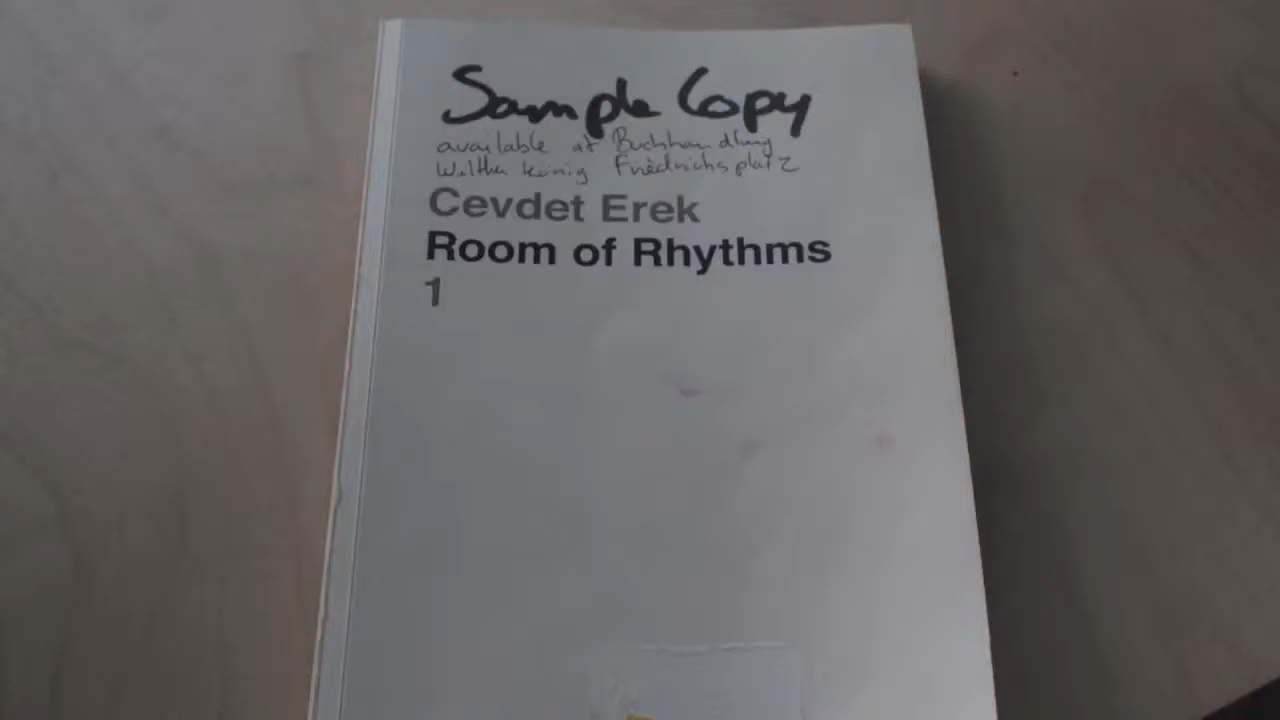 Sample Copy
available at Buchhandlung
Walther König Friedrichsplatz
Cevdet Erek
Room of Rhythms
1